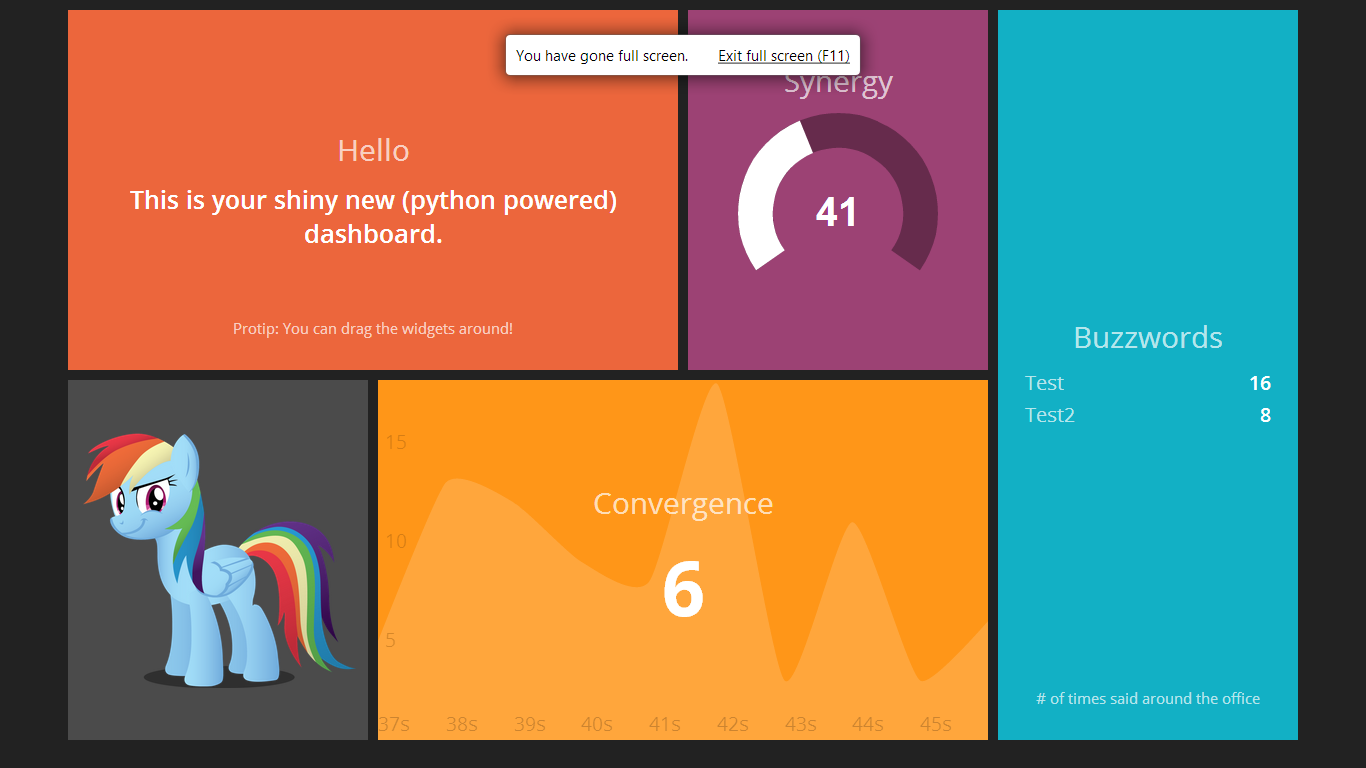 You have gone full screen. Exit full screen (F11)
Hello
This is your shiny new (python powered)
dashboard.
Protip: You can drag the widgets around!
Synergy
41
Buzzwords
Test 16
Test2 8
# of times said around the office
Convergence
6
15
10
5
37s 38s 39s 40s 41s 42s 43s 44s 45s